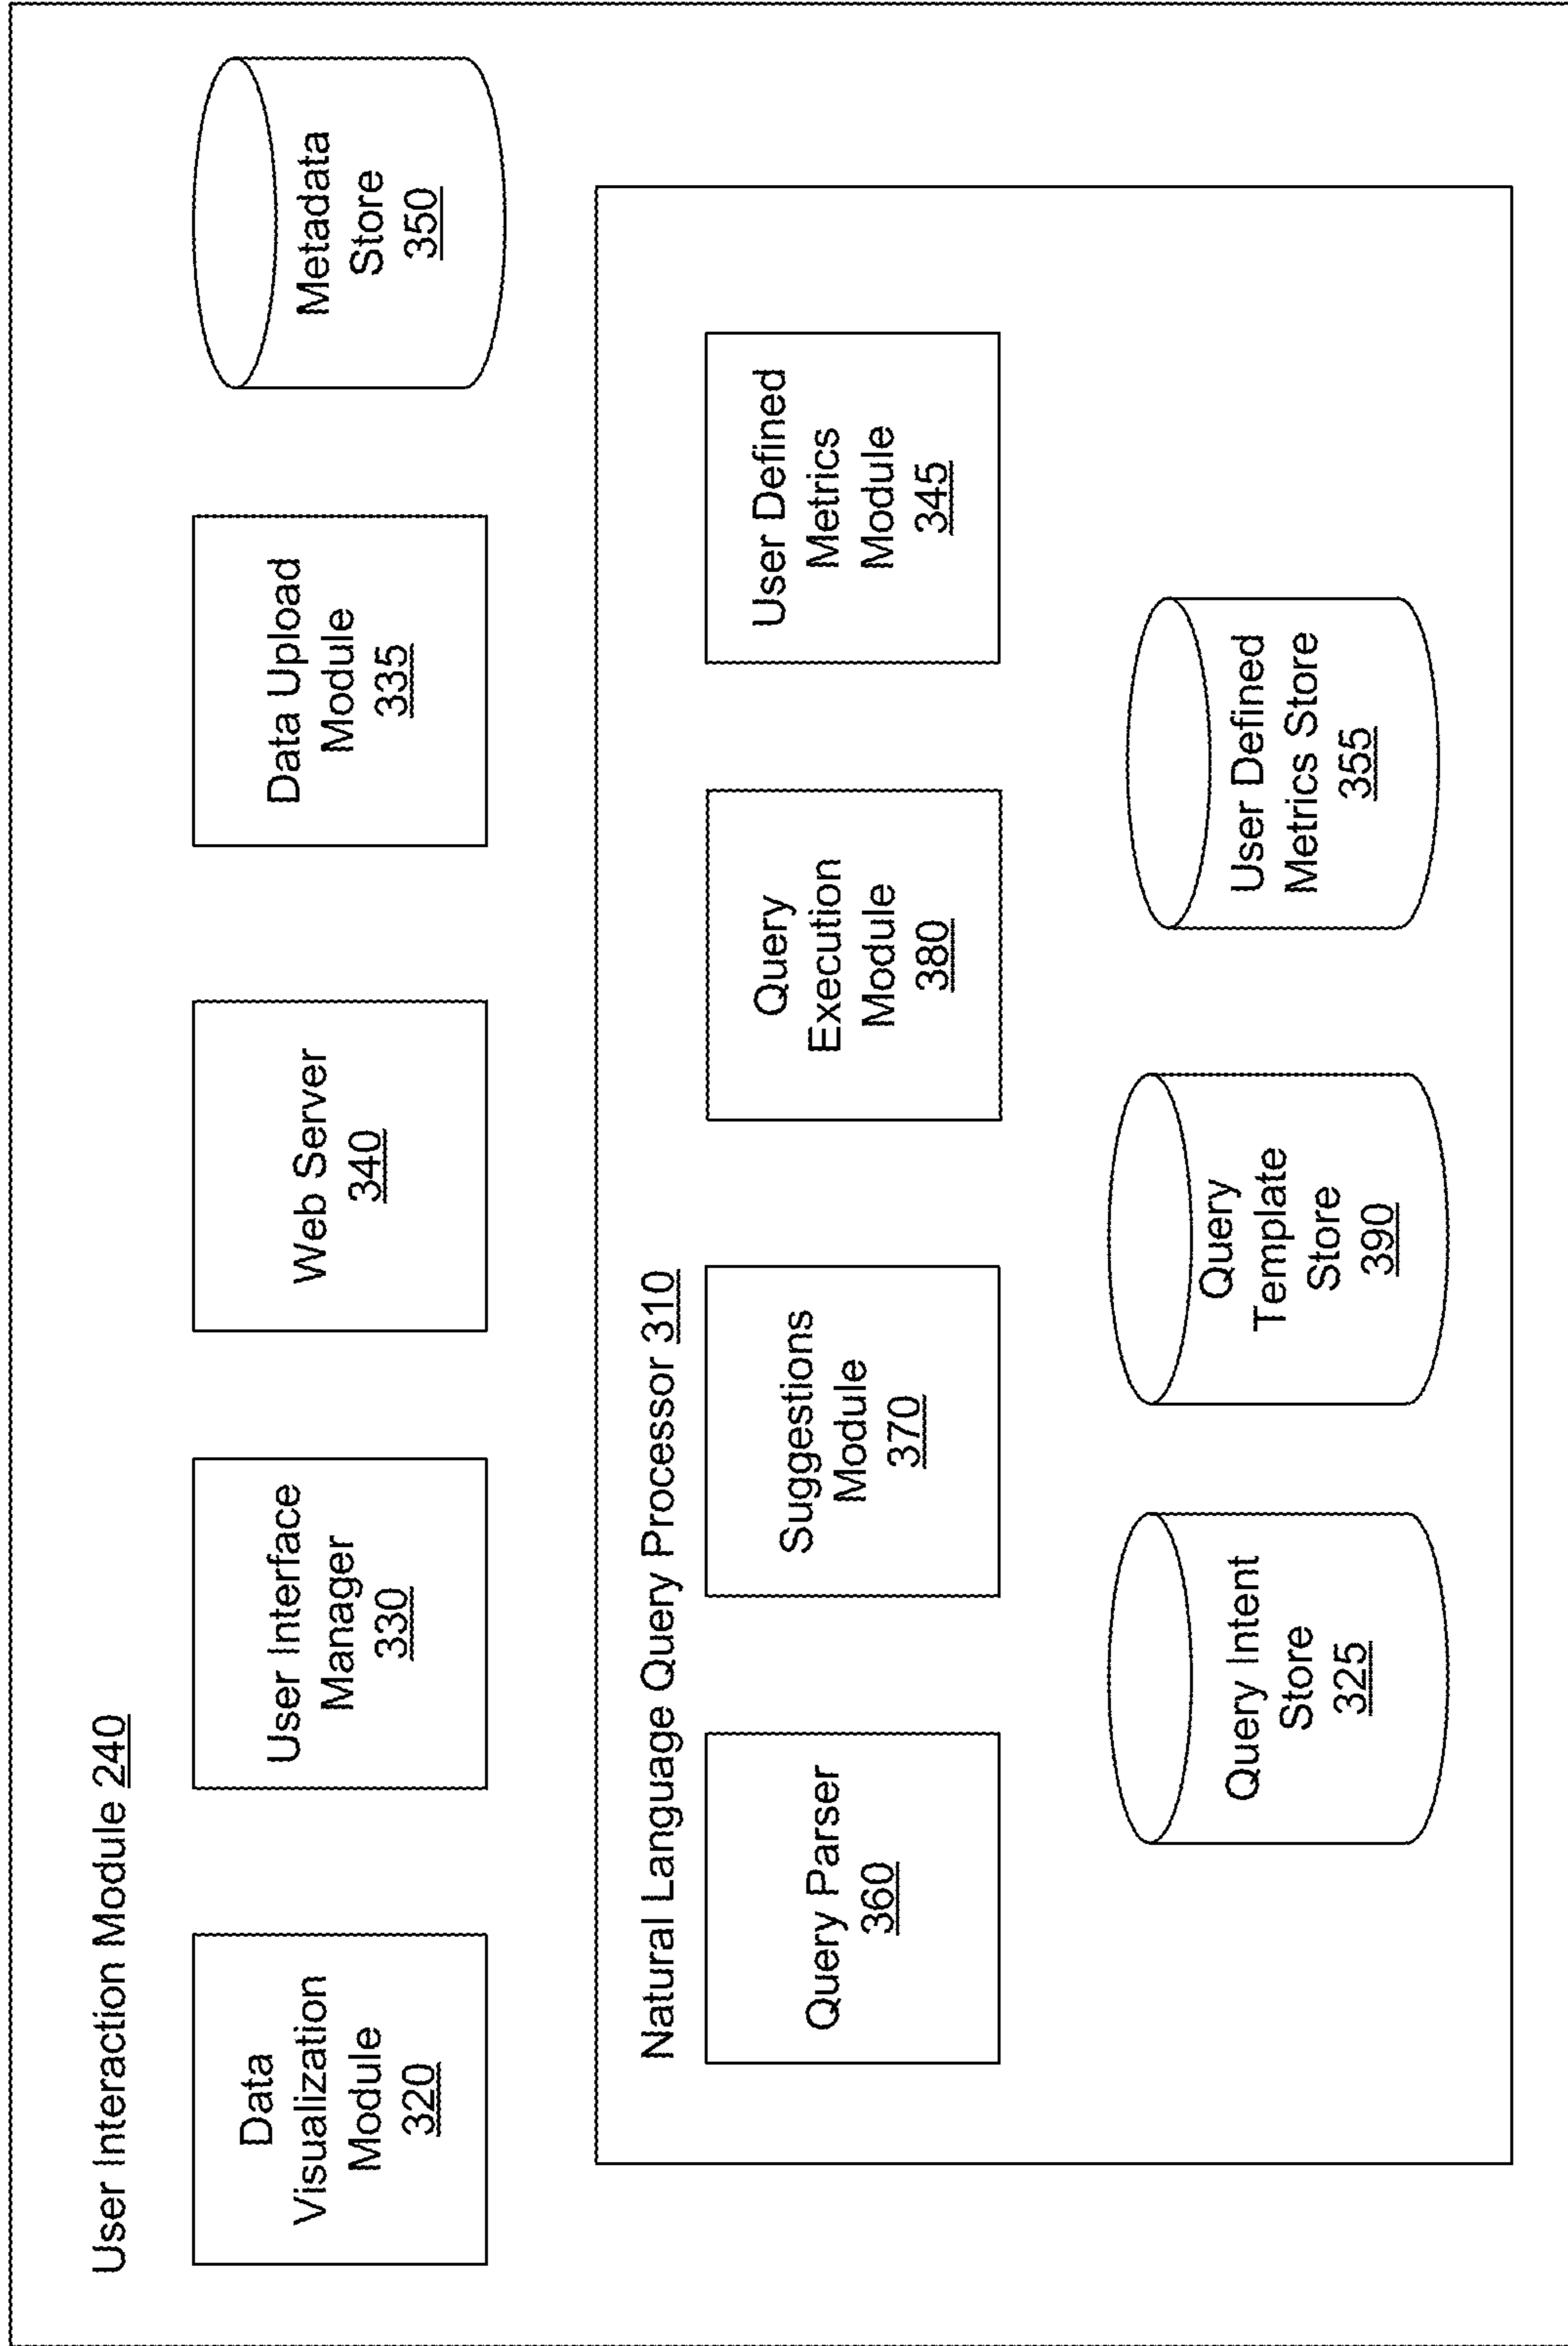 User Interaction Module 240
Data
Visualization
Module
320
User Interface
Manager
330
Web Server
340
Data Upload
Module
335
Metadata
Store
350
Natural Language Query Processor 310
Query Parser
360
Suggestions
Module
370
Query
Execution
Module
380
User Defined
Metrics
Module
345
Query Intent
Store
325
Query
Template
Store
390
User Defined
Metrics Store
355